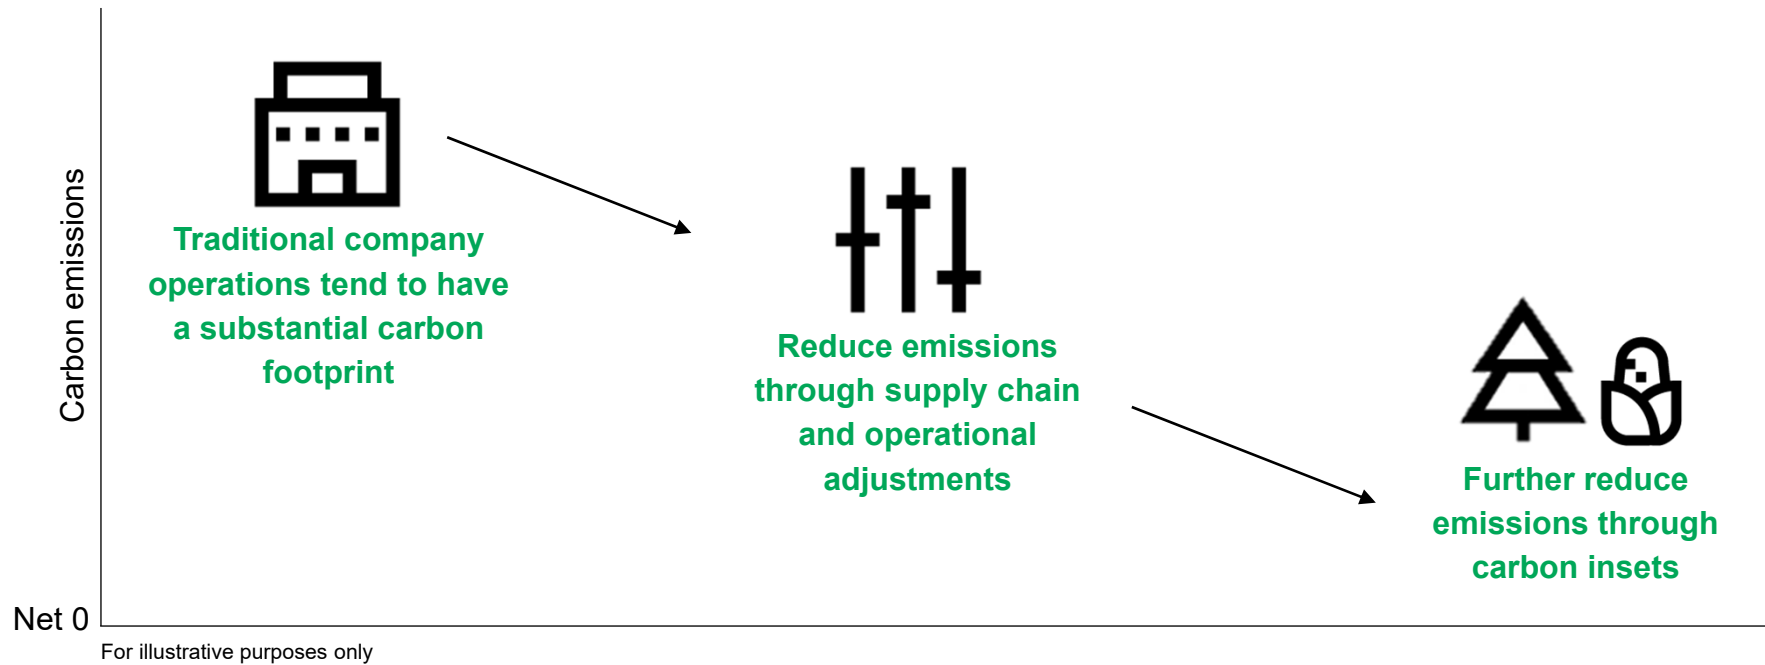 Carbon emissions
Traditional company
operations tend to have
a substantial carbon
footprint
Reduce emissions
through supply chain
and operational
adjustments
Further reduce
emissions through
carbon insets
Net 0
For illustrative purposes only